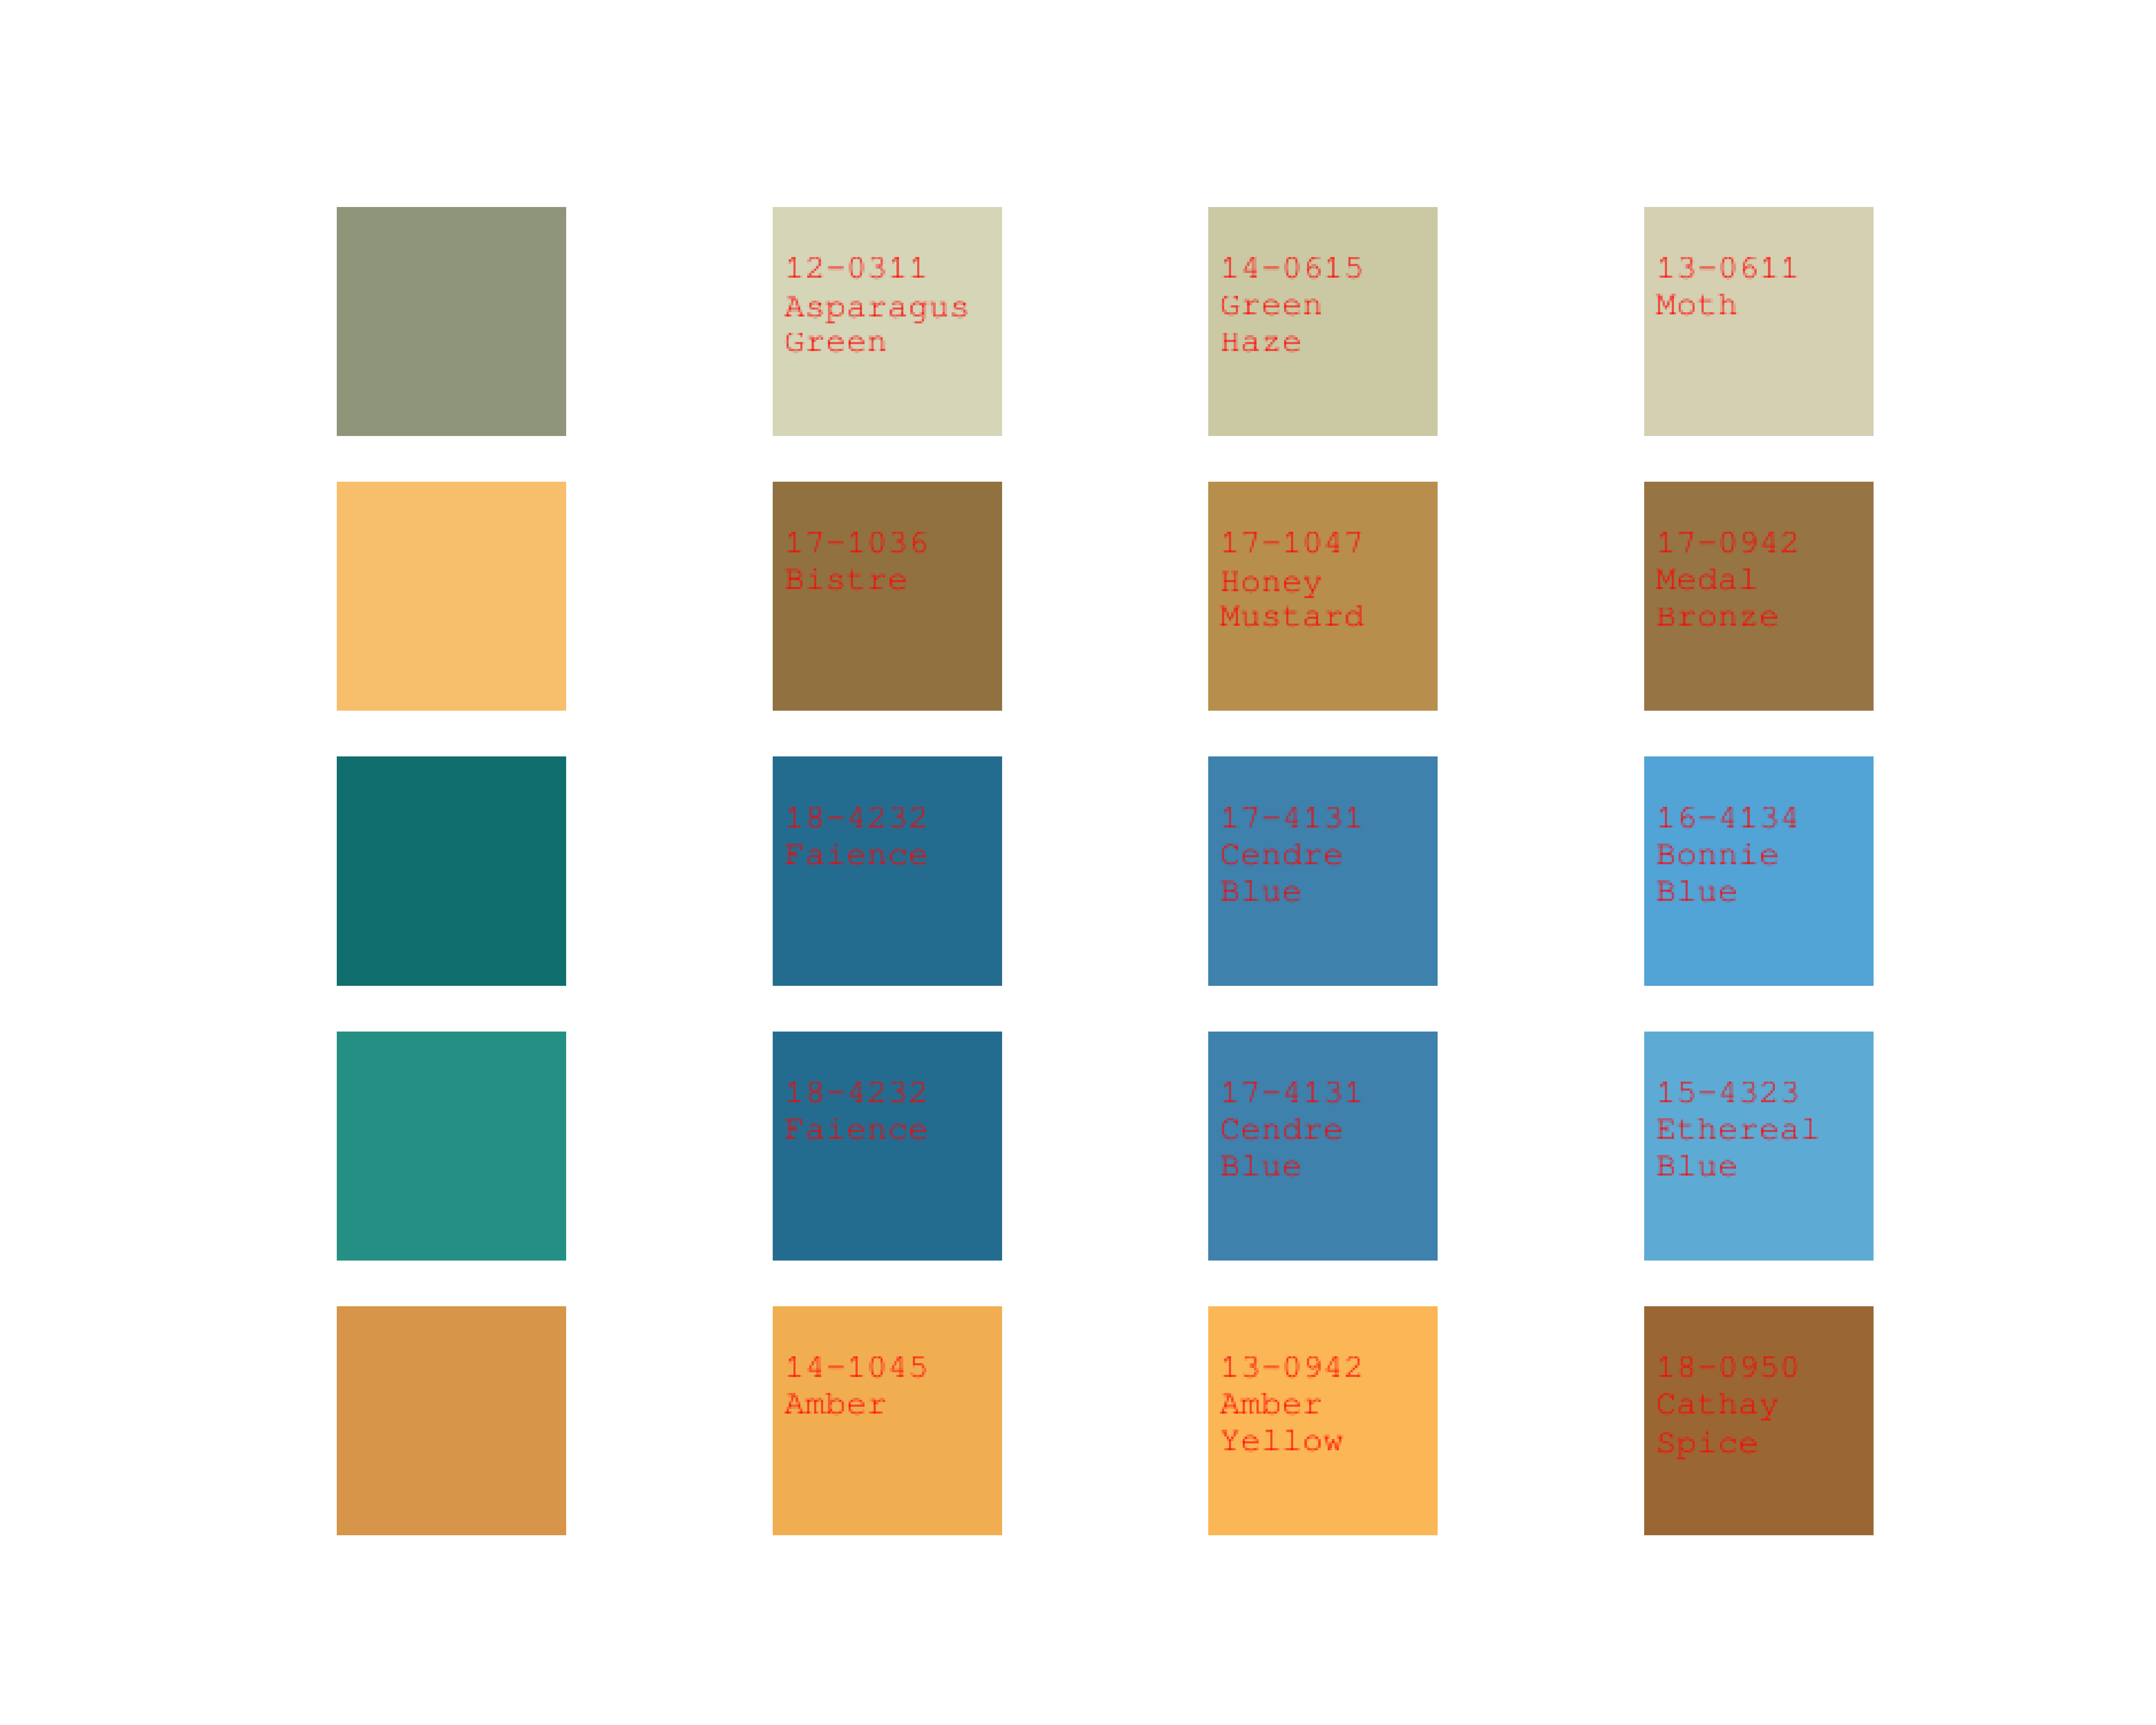 12-0311
Asparagus
Green
14-0615
Green
Haze
13-0611
Moth
17-1036
Bistre
17-1047
Honey
Mustard
17-0942
Medal
Bronze
18-4232
Faience
17-4131
Cendre
Blue
16-4134
Bonnie
Blue
18-4232
Faience
17-4131
Cendre
Blue
15-4323
Ethereal
Blue
14-1045
Amber
13-0942
Amber
Yellow
18-0950
Cathay
Spice